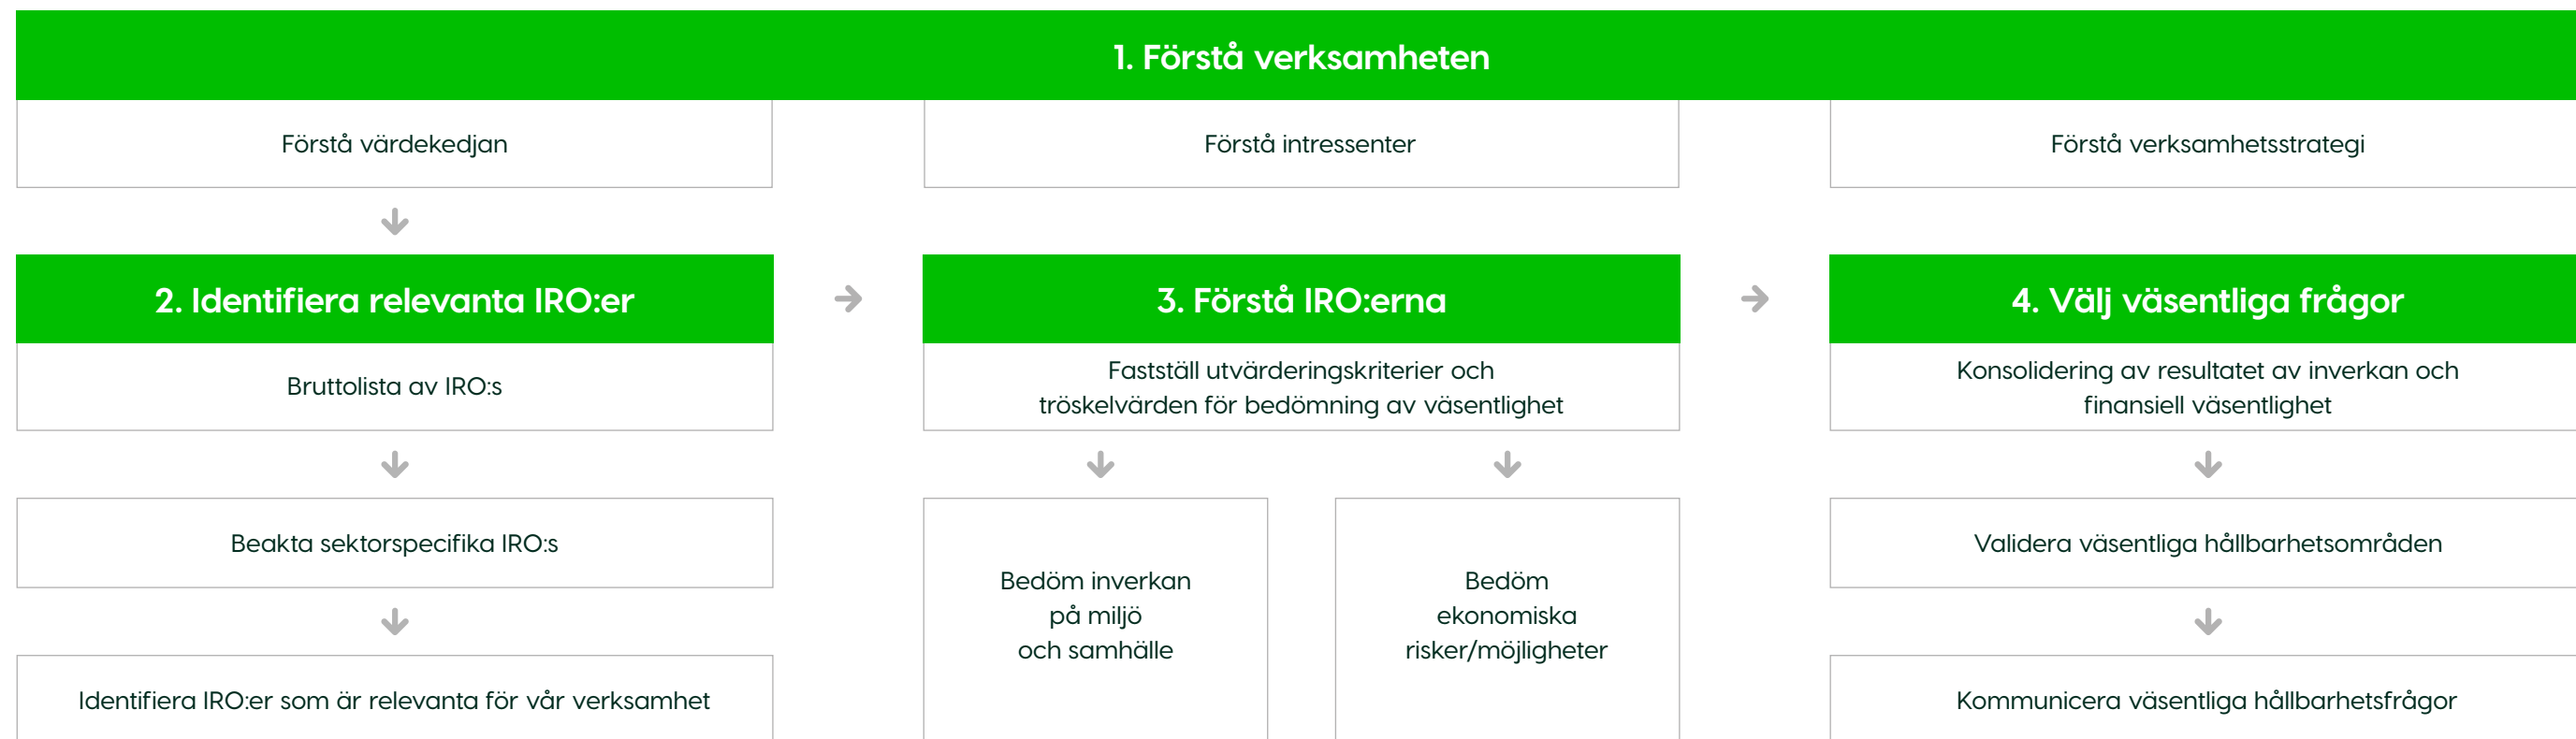 1. Förstå verksamheten
Förstå värdekedjan
Förstå intressenter
Förstå verksamhetsstrategi
2. Identifiera relevanta IRO:er
Bruttolista av IRO:s
Beakta sektorspecifika IRO:s
Identifiera IRO:er som är relevanta för vår verksamhet
3. Förstå IRO:erna
Fastställ utvärderingskriterier och
tröskelvärden för bedömning av väsentlighet
Bedöm inverkan
på miljö
och samhälle
Bedöm
ekonomiska
risker/möjligheter
4. Välj väsentliga frågor
Konsolidering av resultatet av inverkan och
finansiell väsentlighet
Validera väsentliga hållbarhetsområden
Kommunicera väsentliga hållbarhetsfrågor